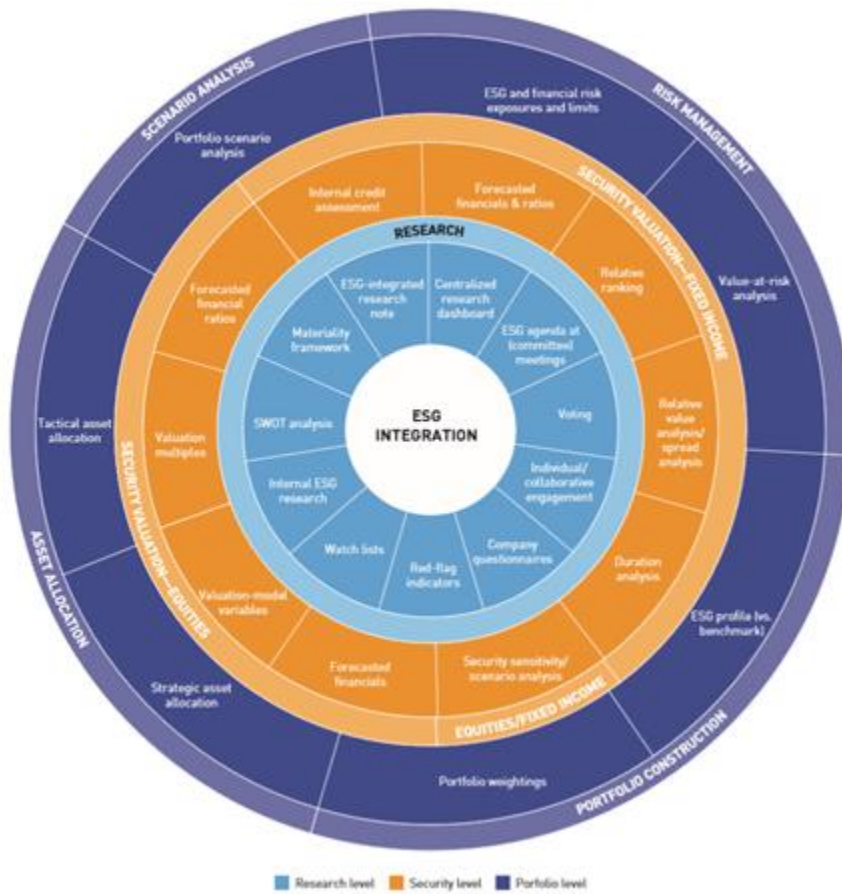 SCENARIO ANALYSIS
RISK MANAGEMENT
ESG and financial risk
exposures and limits
Portfolio scenario
analysis
Value-at-risk
analysis
Tactical asset
allocation
ESG profile (vs.
benchmark)
ASSET ALLOCATION
Strategic asset
allocation
Portfolio weightings
PORTFOLIO CONSTRUCTION
SECURITY VALUATION—FIXED INCOME
Internal credit
assessment
Forecasted
financials & ratios
Relative
ranking
Forecasted
financial
ratios
Relative
value
analysis/
spread
analysis
Valuation
multiples
SECURITY VALUATION—EQUITIES
Duration
analysis
Valuation-model
variables
Forecasted
financials
Security sensitivity/
scenario analysis
EQUITIES/FIXED INCOME
RESEARCH
ESG-integrated
research
note
Centralized
research
dashboard
Materiality
framework
ESG agenda at
(committee)
meetings
SWOT analysis
Voting
Internal ESG
research
Individual/
collaborative
engagement
Watch lists
Red-flag
indicators
Company
questionnaires
ESG
INTEGRATION
Research level
Security level
Porfolio level